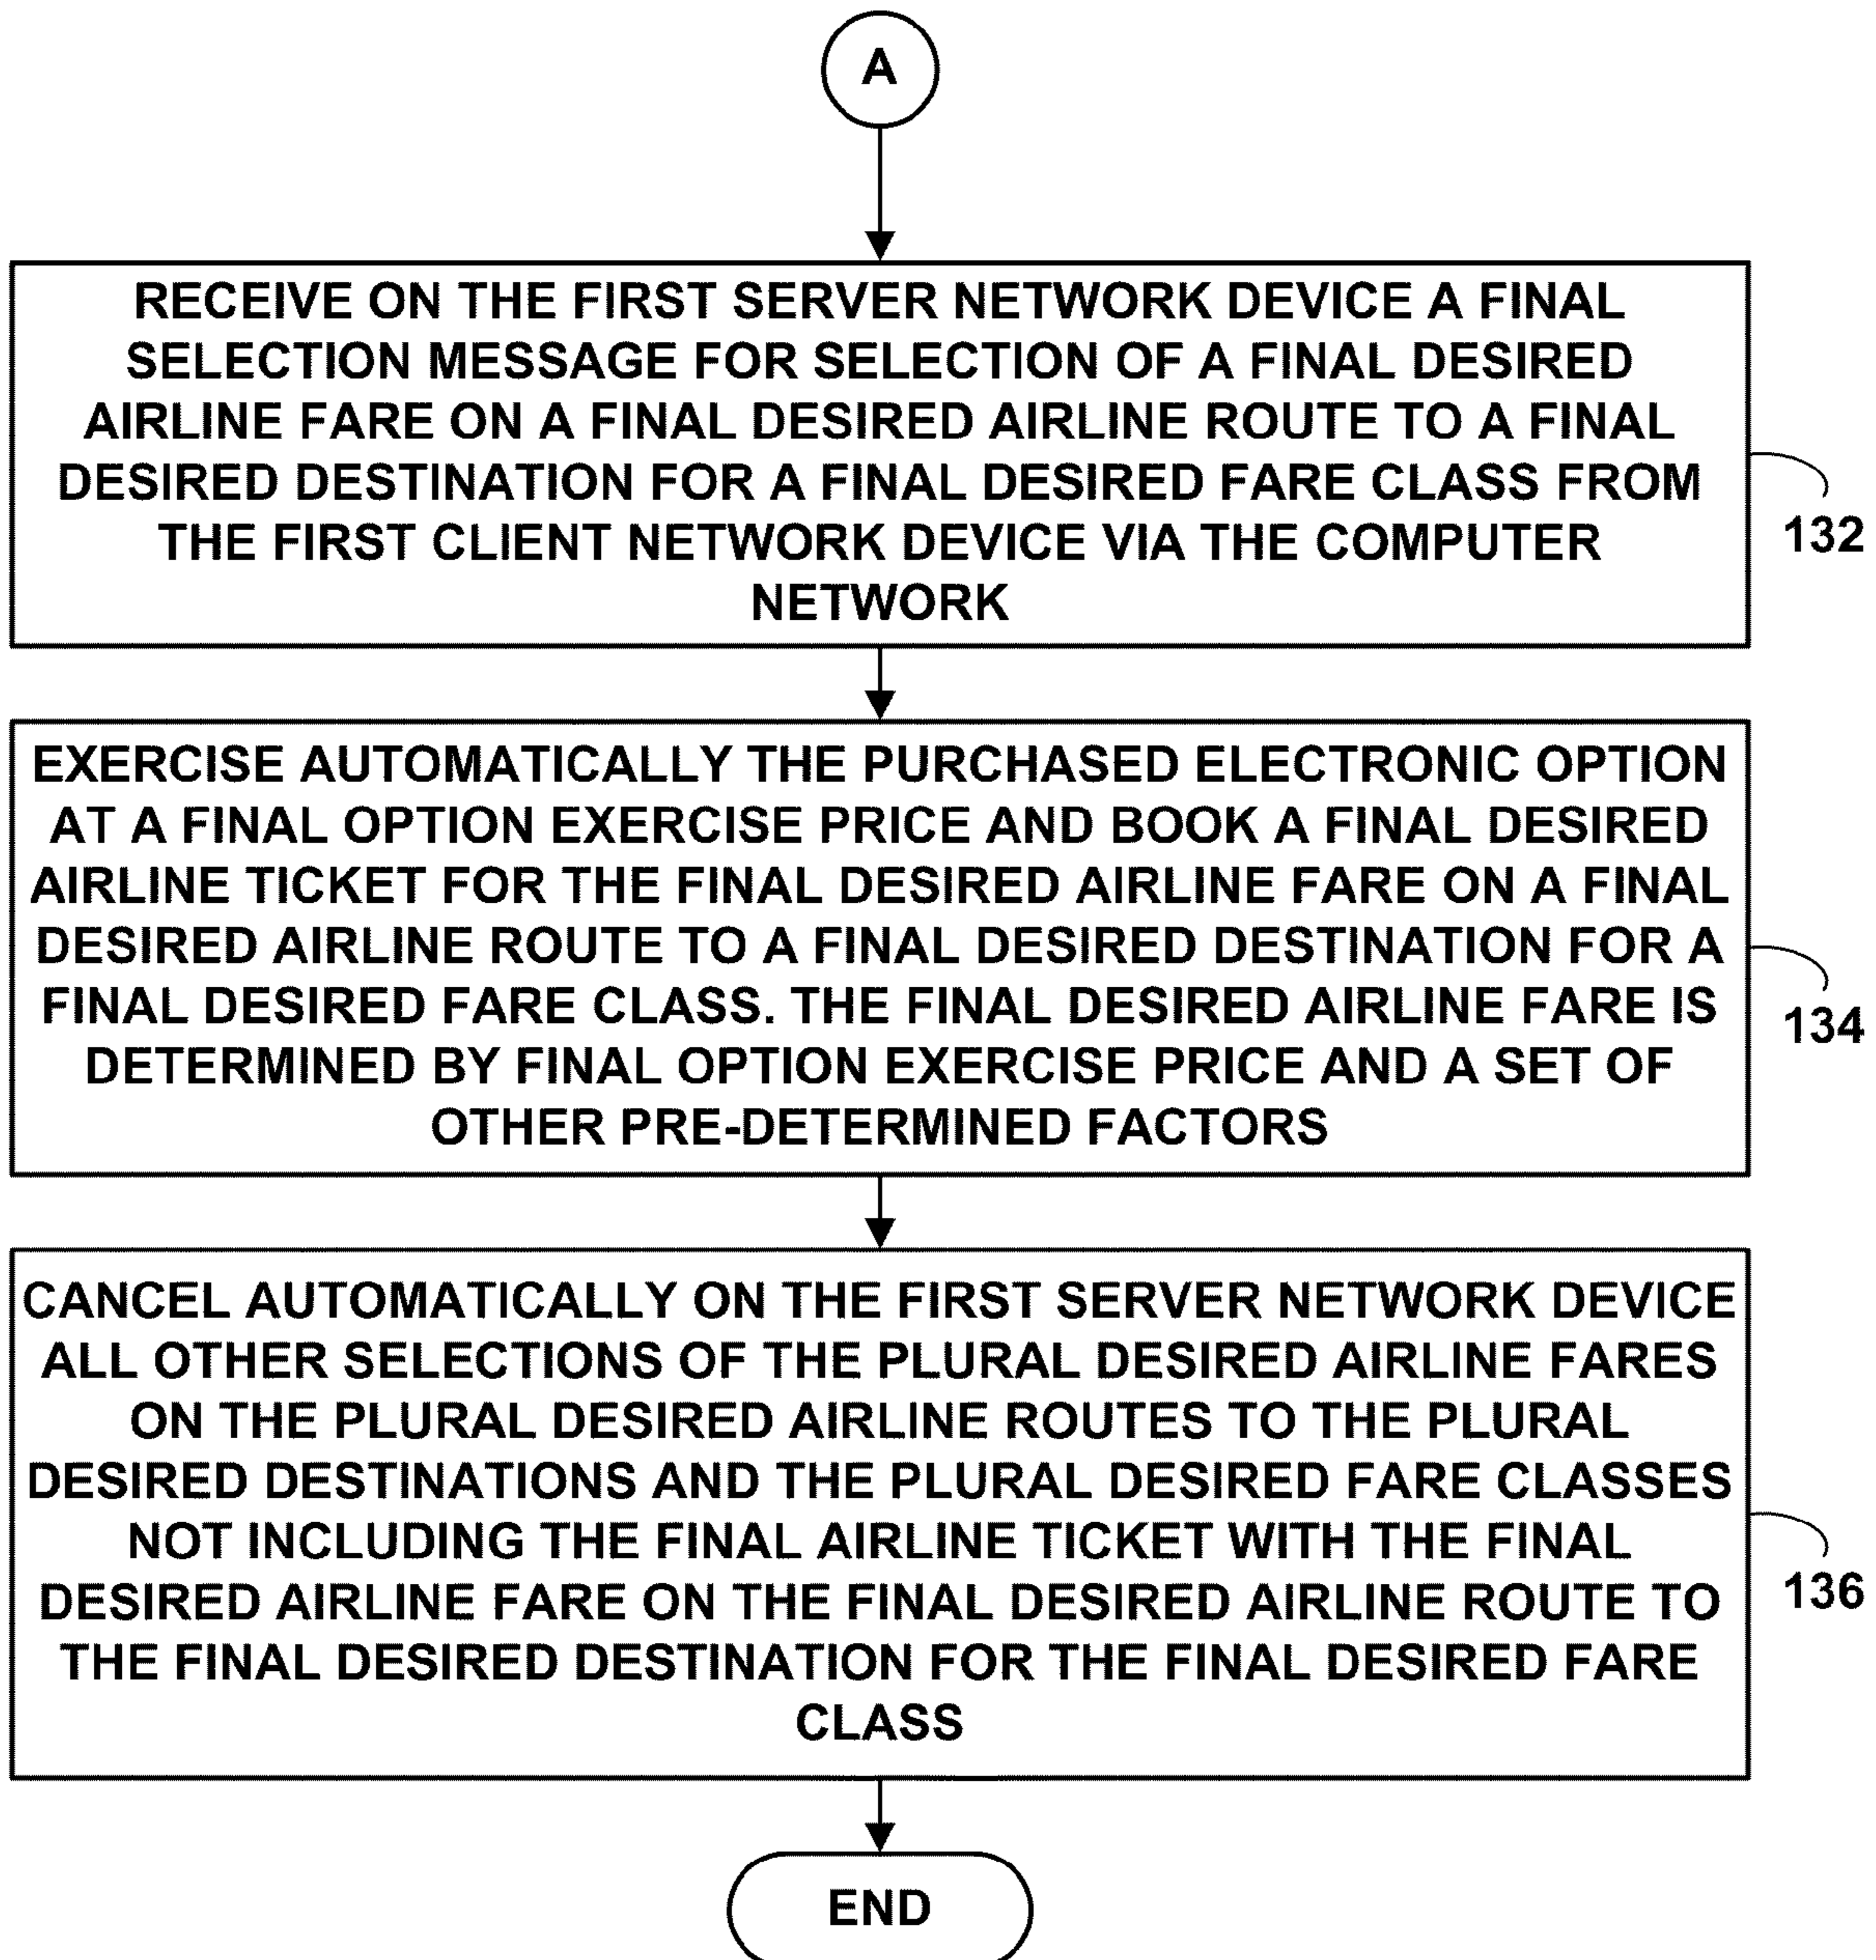 A
RECEIVE ON THE FIRST SERVER NETWORK DEVICE A FINAL
SELECTION MESSAGE FOR SELECTION OF A FINAL DESIRED
AIRLINE FARE ON A FINAL DESIRED AIRLINE ROUTE TO A FINAL
DESIRED DESTINATION FOR A FINAL DESIRED FARE CLASS FROM
THE FIRST CLIENT NETWORK DEVICE VIA THE COMPUTER
NETWORK
132
EXERCISE AUTOMATICALLY THE PURCHASED ELECTRONIC OPTION
AT A FINAL OPTION EXERCISE PRICE AND BOOK A FINAL DESIRED
AIRLINE TICKET FOR THE FINAL DESIRED AIRLINE FARE ON A FINAL
DESIRED AIRLINE ROUTE TO A FINAL DESIRED DESTINATION FOR A
FINAL DESIRED FARE CLASS. THE FINAL DESIRED AIRLINE FARE IS
DETERMINED BY FINAL OPTION EXERCISE PRICE AND A SET OF
OTHER PRE-DETERMINED FACTORS
134
CANCEL AUTOMATICALLY ON THE FIRST SERVER NETWORK DEVICE
ALL OTHER SELECTIONS OF THE PLURAL DESIRED AIRLINE FARES
ON THE PLURAL DESIRED AIRLINE ROUTES TO THE PLURAL
DESIRED DESTINATIONS AND THE PLURAL DESIRED FARE CLASSES
NOT INCLUDING THE FINAL AIRLINE TICKET WITH THE FINAL
DESIRED AIRLINE FARE ON THE FINAL DESIRED AIRLINE ROUTE TO
THE FINAL DESIRED DESTINATION FOR THE FINAL DESIRED FARE
CLASS
136
END